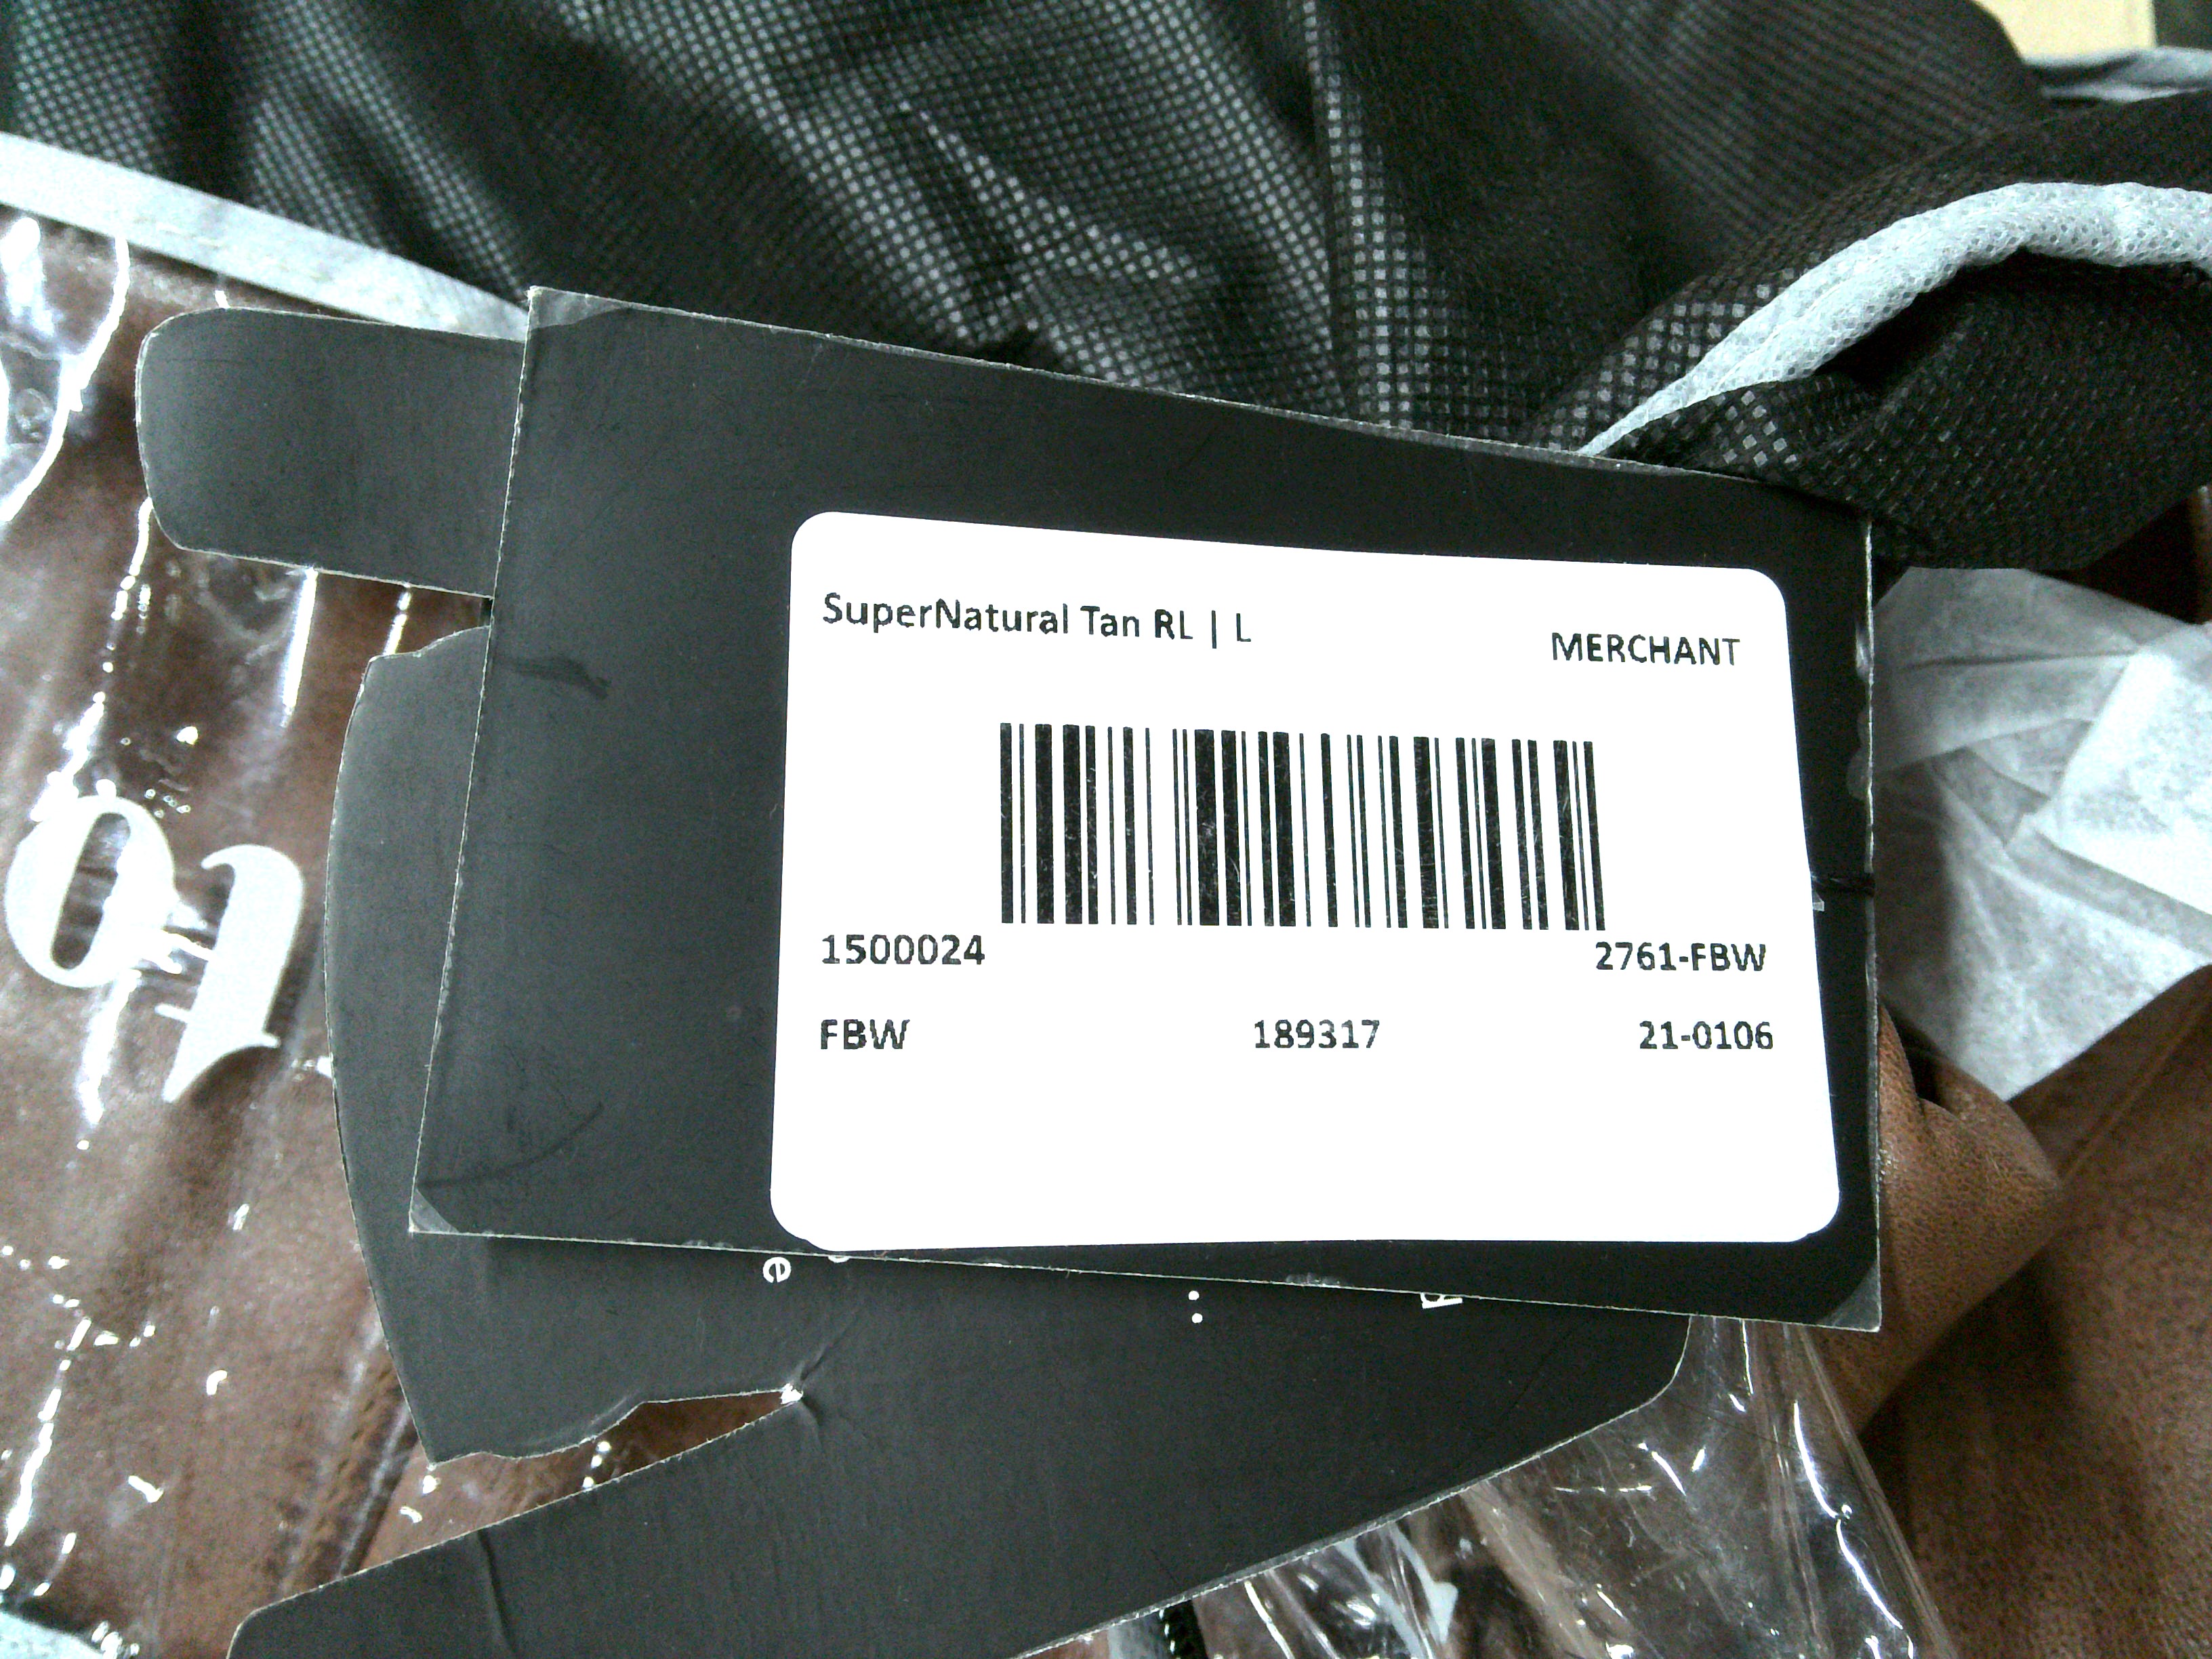 SuperNatural Tan RL | L
MERCHANT
1500024
2761-FBW
FBW
189317
21-0106